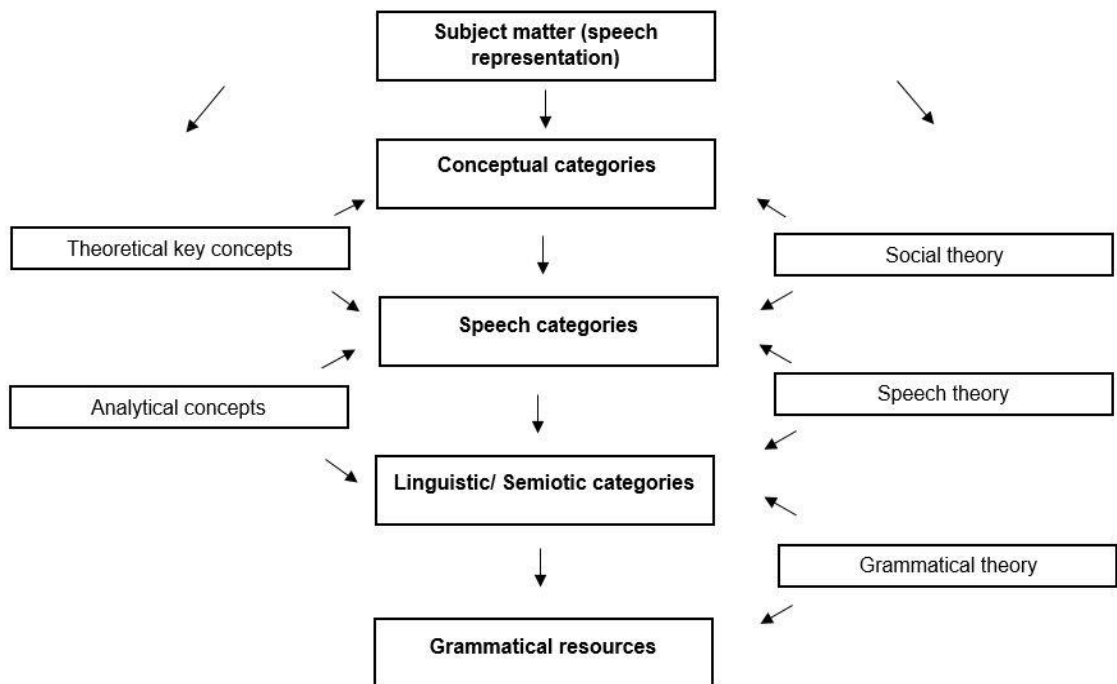 Subject matter (speech
representation)
Conceptual categories
Theoretical key concepts
Social theory
Speech categories
Analytical concepts
Speech theory
Linguistic/ Semiotic categories
Grammatical theory
Grammatical resources